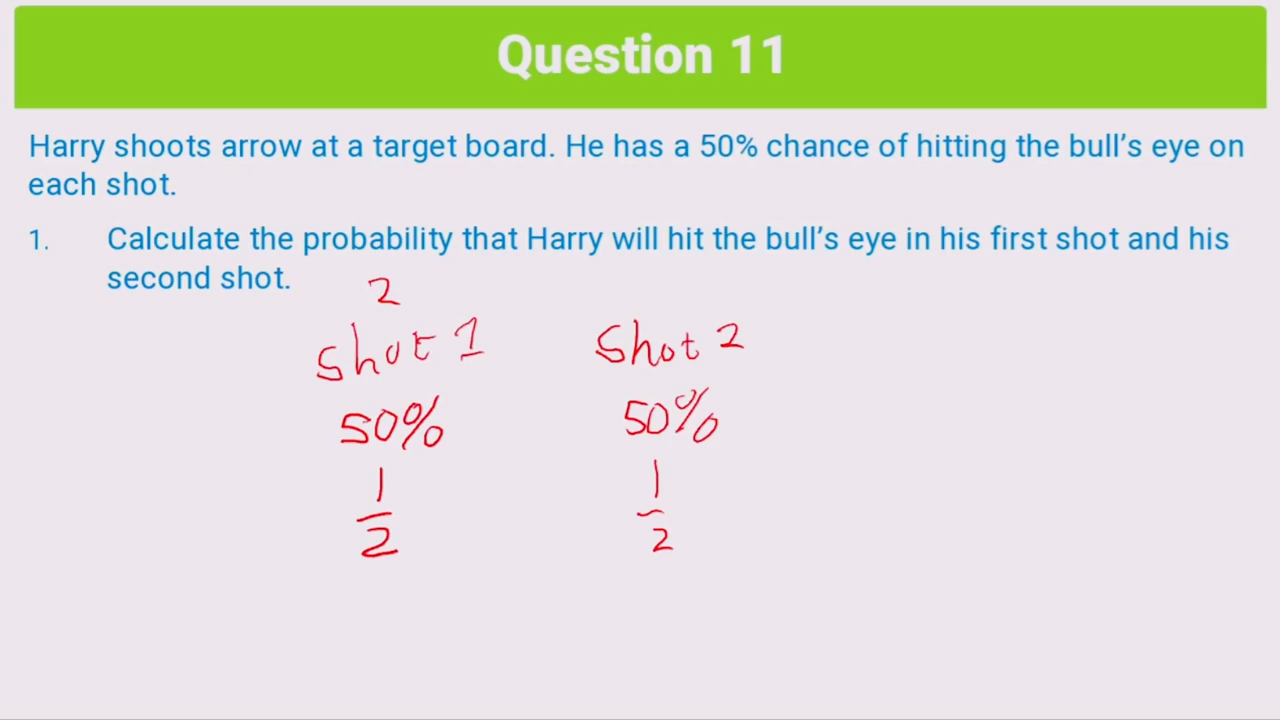 Question 11
Harry shoots arrow at a target board. He has a 50% chance of hitting the bull’s eye on
each shot.
1. Calculate the probability that Harry will hit the bull’s eye in his first shot and his
second shot.
2
Shot 1 Shot 2
50% 50%
1 1
2 2